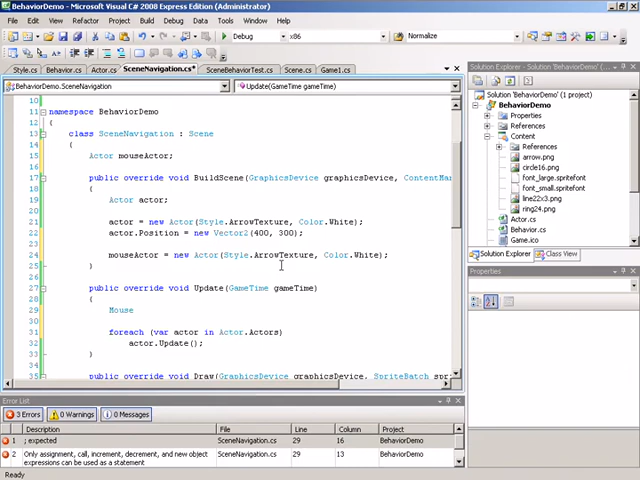 BehaviorDemo - Microsoft Visual C# 2008 Express Edition (Administrator)
File Edit View Refactor Project Build Debug Data Tools Window Help
Debug x86 Normalize
Style.cs Behavior.cs Actor.cs SceneNavigation.cs* SceneBehaviorTest.cs Scene.cs Game1.cs
BehaviorDemo.SceneNavigation Update(GameTime gameTime)
10
11 namespace BehaviorDemo
12 {
13 class SceneNavigation : Scene
14 {
15 Actor mouseActor;
16
17 public override void BuildScene(GraphicsDevice graphicsDevice, ContentMan
18 {
19 Actor actor;
20
21 actor = new Actor(Style.ArrowTexture, Color.White);
22 actor.Position = new Vector2(400, 300);
23
24 mouseActor = new Actor(Style.ArrowTexture, Color.White);
25 }
26
27 public override void Update(GameTime gameTime)
28 {
29 Mouse
30
31 foreach (var actor in Actor.Actors)
32 actor.Update();
33 }
34
35 public override void Draw(GraphicsDevice graphicsDevice, SpriteBatch spri
Solution Explorer - Solution 'BehaviorDemo'...
Solution 'BehaviorDemo' (1 project)
BehaviorDemo
Properties
References
Content
References
arrow.png
circle16.png
font_large.spritefont
font_small.spritefont
line22x3.png
ring24.png
Actor.cs
Behavior.cs
Game.ico
Solution Explorer Class View
Properties
Error List
3 Errors 0 Warnings 0 Messages
Description File Line Column Project
1 ; expected SceneNavigation.cs 29 16 BehaviorDemo
2 Only assignment, call, increment, decrement, and new object expressions can be used as a statement SceneNavigation.cs 29 13 BehaviorDemo
Ready